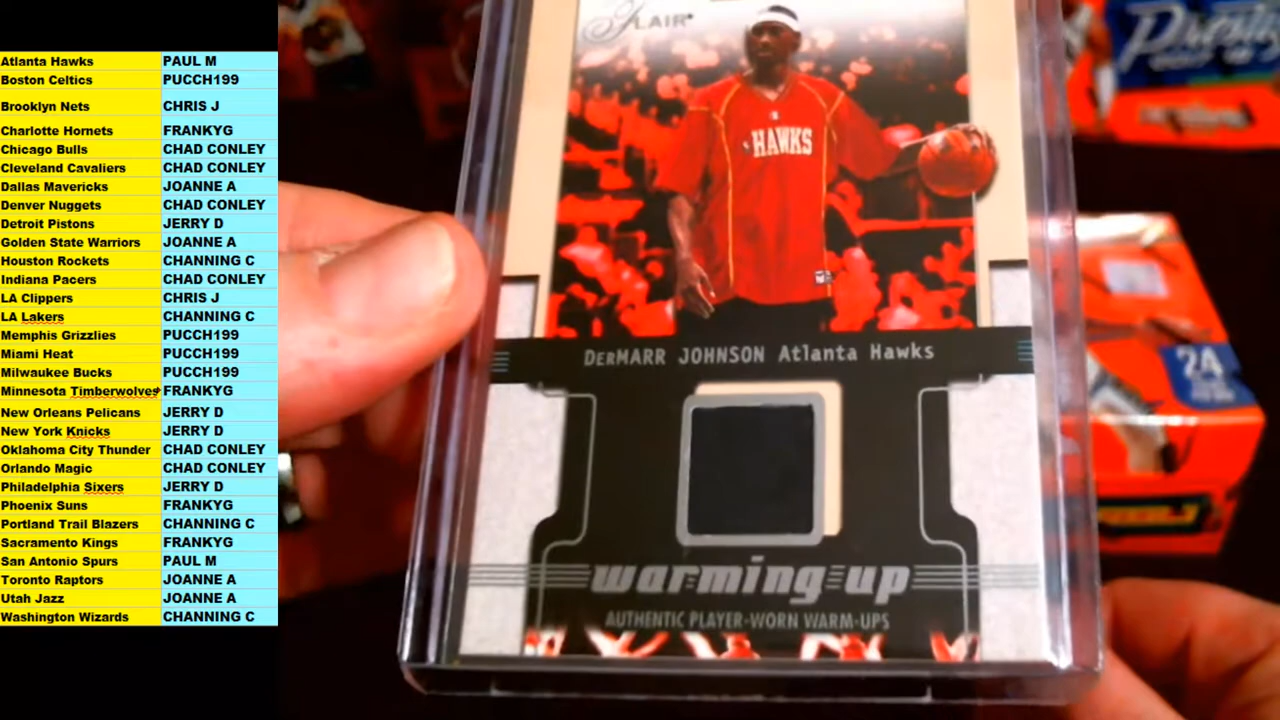 Atlanta Hawks PAUL M
Boston Celtics PUCCH199
Brooklyn Nets CHRIS J
Charlotte Hornets FRANKYG
Chicago Bulls CHAD CONLEY
Cleveland Cavaliers CHAD CONLEY
Dallas Mavericks JOANNE A
Denver Nuggets CHAD CONLEY
Detroit Pistons JERRY D
Golden State Warriors JOANNE A
Houston Rockets CHANNING C
Indiana Pacers CHAD CONLEY
LA Clippers CHRIS J
LA Lakers CHANNING C
Memphis Grizzlies PUCCH199
Miami Heat PUCCH199
Milwaukee Bucks PUCCH199
Minnesota Timberwolves FRANKYG
New Orleans Pelicans JERRY D
New York Knicks JERRY D
Oklahoma City Thunder CHAD CONLEY
Orlando Magic CHAD CONLEY
Philadelphia Sixers JERRY D
Phoenix Suns FRANKYG
Portland Trail Blazers CHANNING C
Sacramento Kings FRANKYG
San Antonio Spurs PAUL M
Toronto Raptors JOANNE A
Utah Jazz JOANNE A
Washington Wizards CHANNING C
FLAIR
HAWKS
DERMARR JOHNSON Atlanta Hawks
warming up
AUTHENTIC PLAYER-WORN WARM-UPS
24